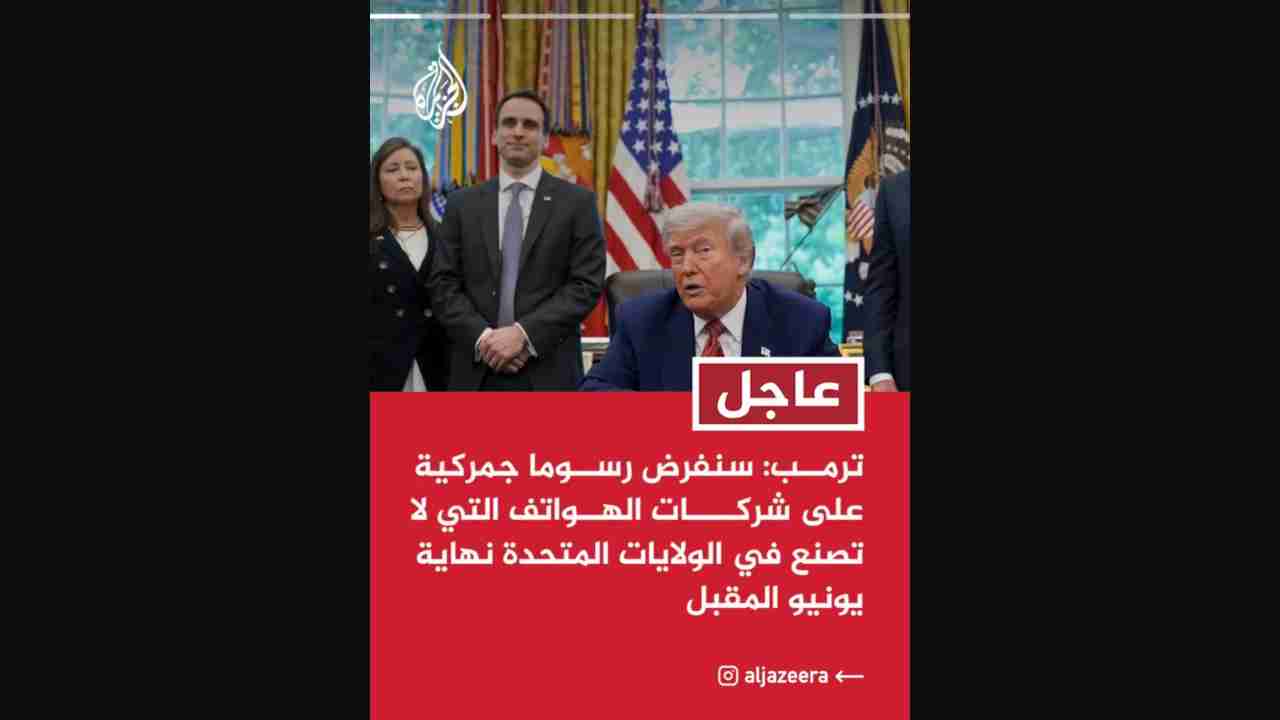 الجزيرة
عاجل
ترمب: سنفرض رسوما جمركية
على شركات الهواتف التي لا
تصنع في الولايات المتحدة نهاية
يونيو المقبل
aljazeera